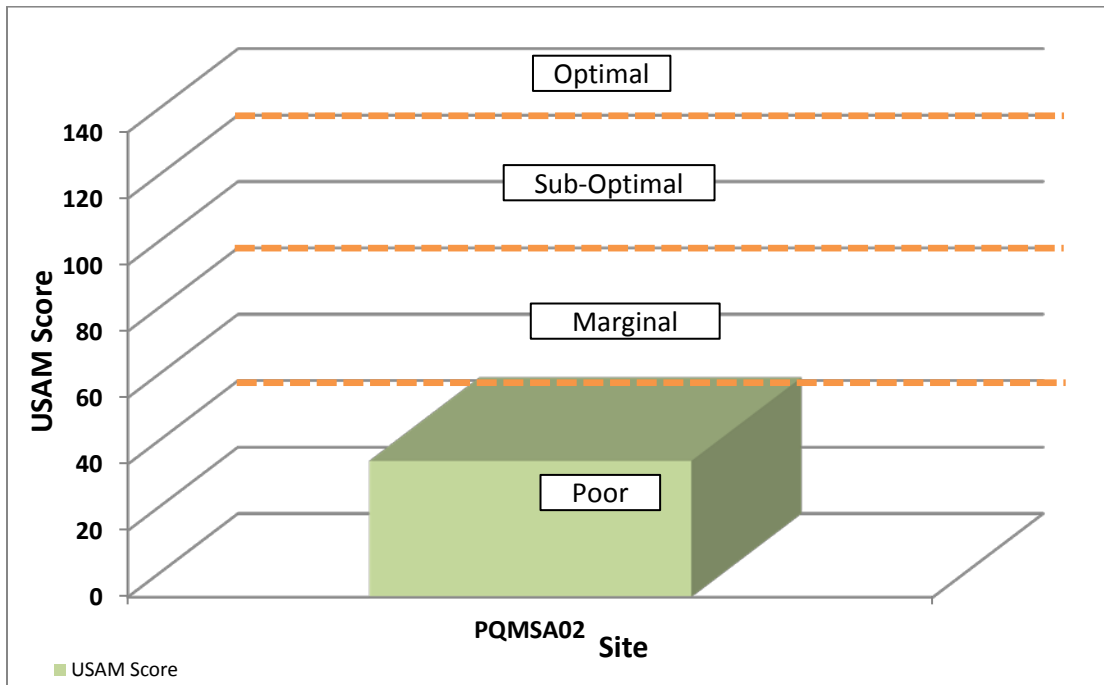 Optimal
140
120
Sub-Optimal
100
80
Marginal
60
40
Poor
20
0
USAM Score
PQMSA02
Site
USAM Score